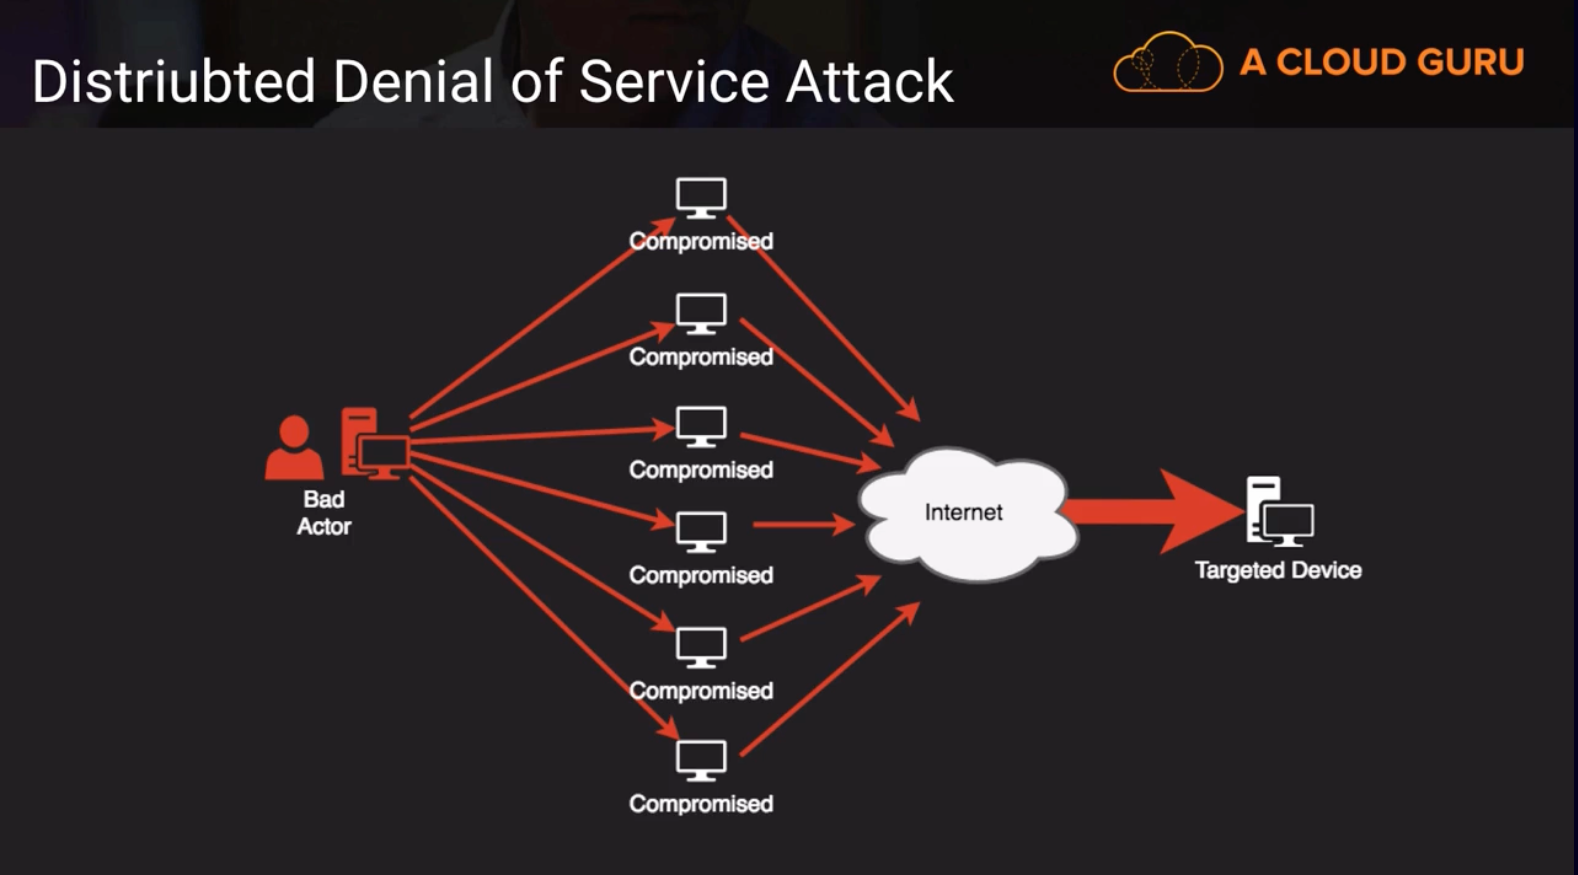 Distriubted Denial of Service Attack
A CLOUD GURU
Compromised
Compromised
Compromised
Compromised
Compromised
Compromised
Bad
Actor
Internet
Targeted Device